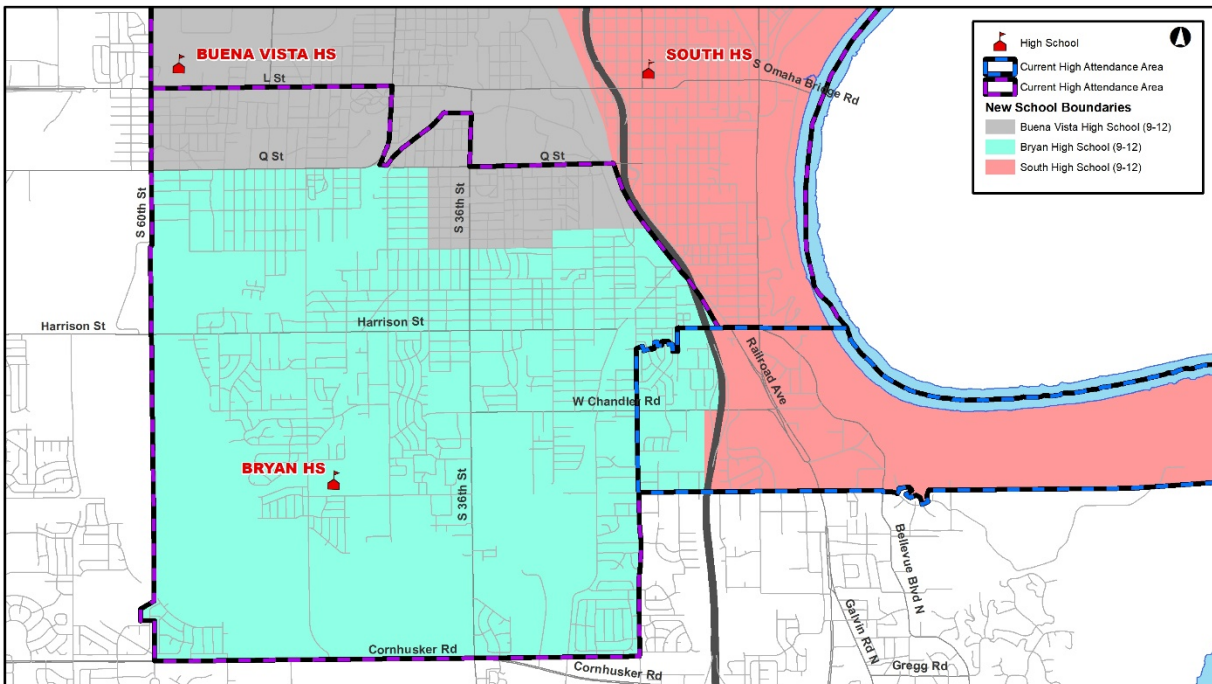 BUENA VISTA HS
SOUTH HS
L St
S Omaha Bridge Rd
Q St
Q St
S 60th St
S 36th St
Harrison St
Harrison St
Railroad Ave
W Chandler Rd
BRYAN HS
S 36th St
Bellevue Blvd N
Galvin Rd N
Cornhusker Rd
Cornhusker Rd
Gregg Rd
High School
Current High Attendance Area
Current High Attendance Area
New School Boundaries
Buena Vista High School (9-12)
Bryan High School (9-12)
South High School (9-12)